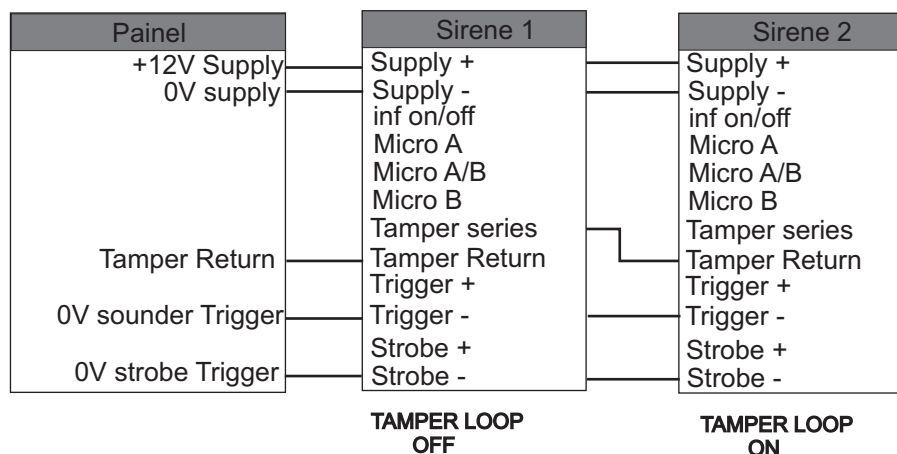 Painel
+12V Supply
0V supply
Tamper Return
0V sounder Trigger
0V strobe Trigger
Sirene 1
Supply +
Supply -
inf on/off
Micro A
Micro A/B
Micro B
Tamper series
Tamper Return
Trigger +
Trigger -
Strobe +
Strobe -
TAMPER LOOP
OFF
Sirene 2
Supply +
Supply -
inf on/off
Micro A
Micro A/B
Micro B
Tamper series
Tamper Return
Trigger +
Trigger -
Strobe +
Strobe -
TAMPER LOOP
ON